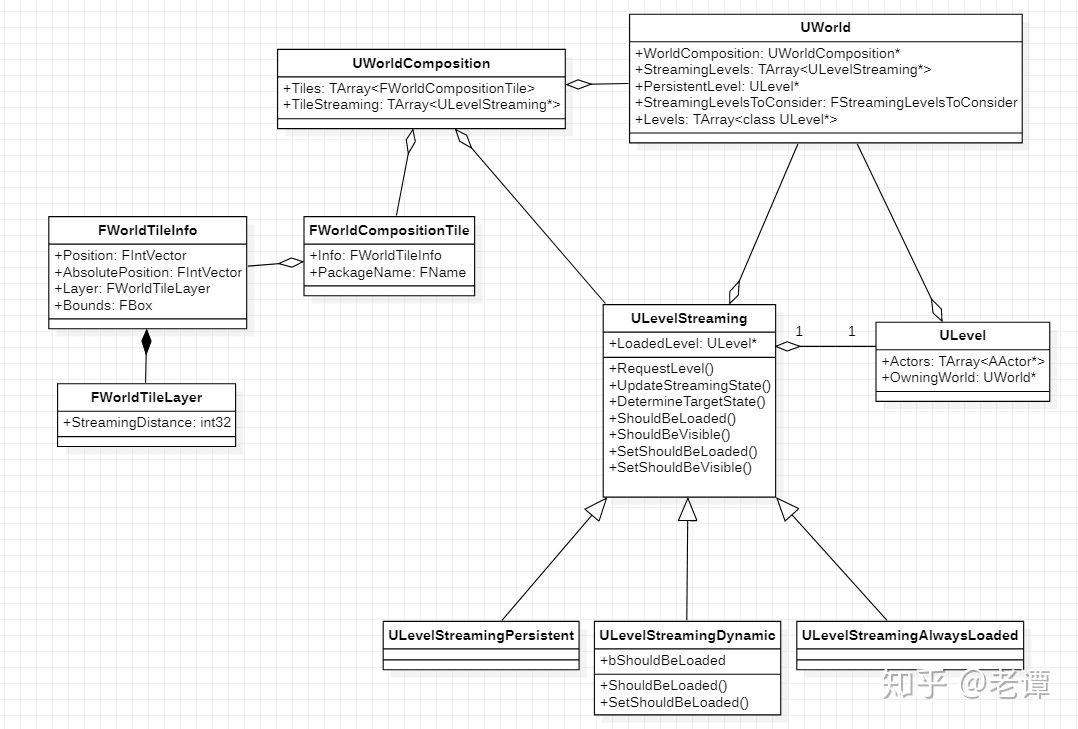 UWorld
+WorldComposition: UWorldComposition*
+StreamingLevels: TArray<ULevelStreaming*>
+PersistentLevel: ULevel*
+StreamingLevelsToConsider: FStreamingLevelsToConsider
+Levels: TArray<class ULevel*>
UWorldComposition
+Tiles: TArray<FWorldCompositionTile>
+TileStreaming: TArray<ULevelStreaming*>
FWorldTileInfo
+Position: FIntVector
+AbsolutePosition: FIntVector
+Layer: FWorldTileLayer
+Bounds: FBox
FWorldCompostionTile
+Info: FWorldTileInfo
+PackageName: FName
FWorldTileLayer
+StreamingDistance: int32
ULevelStreaming
+LoadedLevel: ULevel*
+RequestLevel()
+UpdateStreamingState()
+DetermineTargetState()
+ShouldBeLoaded()
+ShouldBeVisible()
+SetShouldBeLoaded()
+SetShouldBeVisible()
1
1
ULevel
+Actors: TArray<AActor*>
+OwningWorld: UWorld*
ULevelStreamingPersistent
ULevelStreamingDynamic
+bShouldBeLoaded
+ShouldBeLoaded()
+SetShouldBeLoaded()
ULevelStreamingAlwaysLoaded
知乎 @老谭